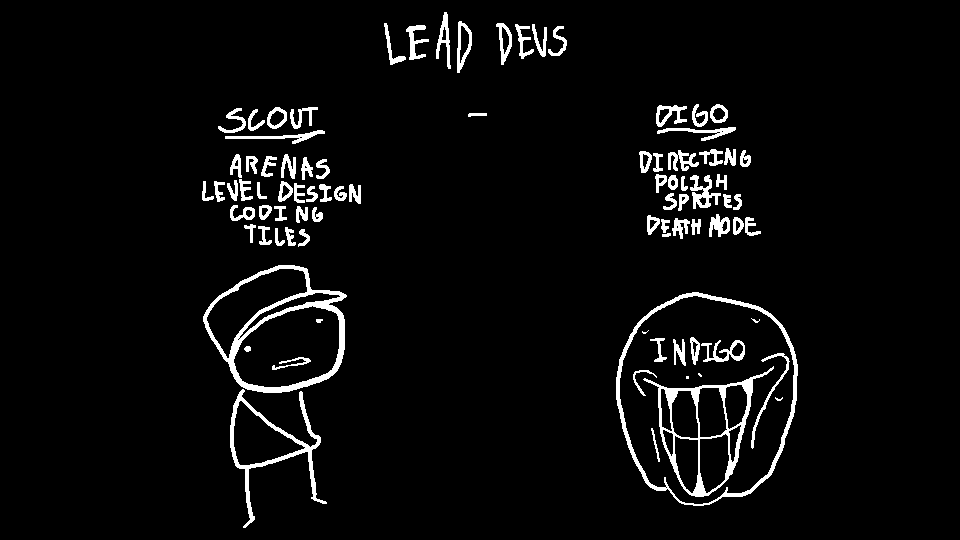 LEAD DEVS
SCOUT
-
DIGO
ARENAS
LEVEL DESIGN
CODING
TILES
DIRECTING
POLISH
SPRITES
DEATH MODE
INDIGO